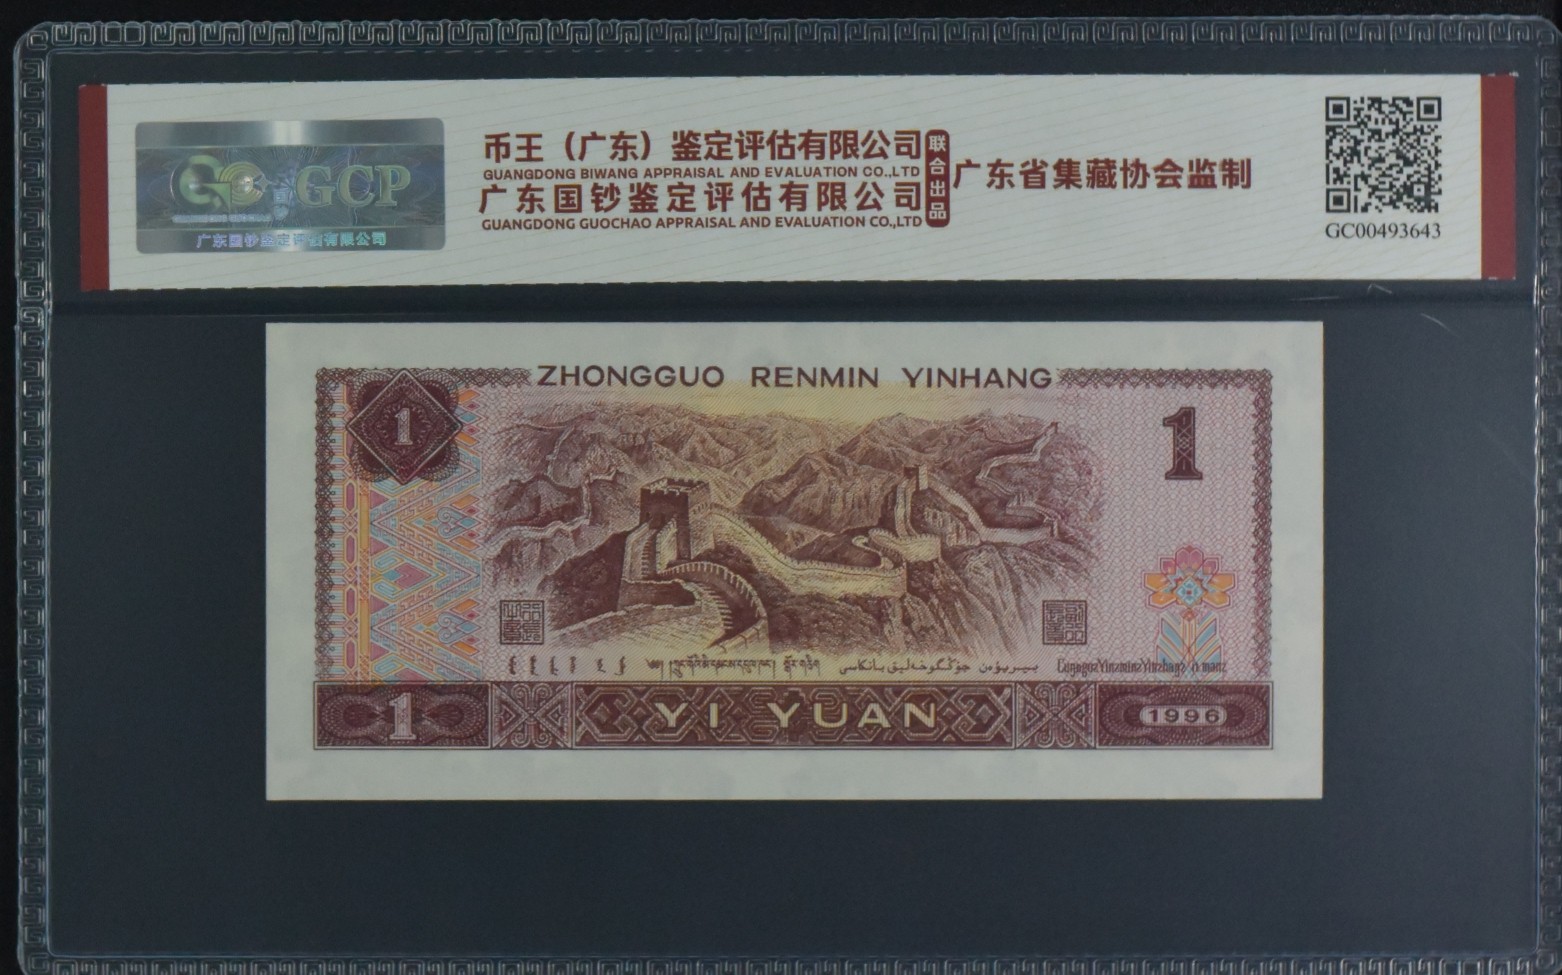 GCP
广东国钞鉴定评估有限公司
币王（广东）鉴定评估有限公司
GUANGDONG BIWANG APPRAISAL AND EVALUATION CO.,LTD
广东国钞鉴定评估有限公司
GUANGDONG GUOCHAO APPRAISAL AND EVALUATION CO.,LTD
联合出品
广东省集藏协会监制
GC00493643
ZHONGGUO RENMIN YINHANG
1
1
1
YI YUAN
1996